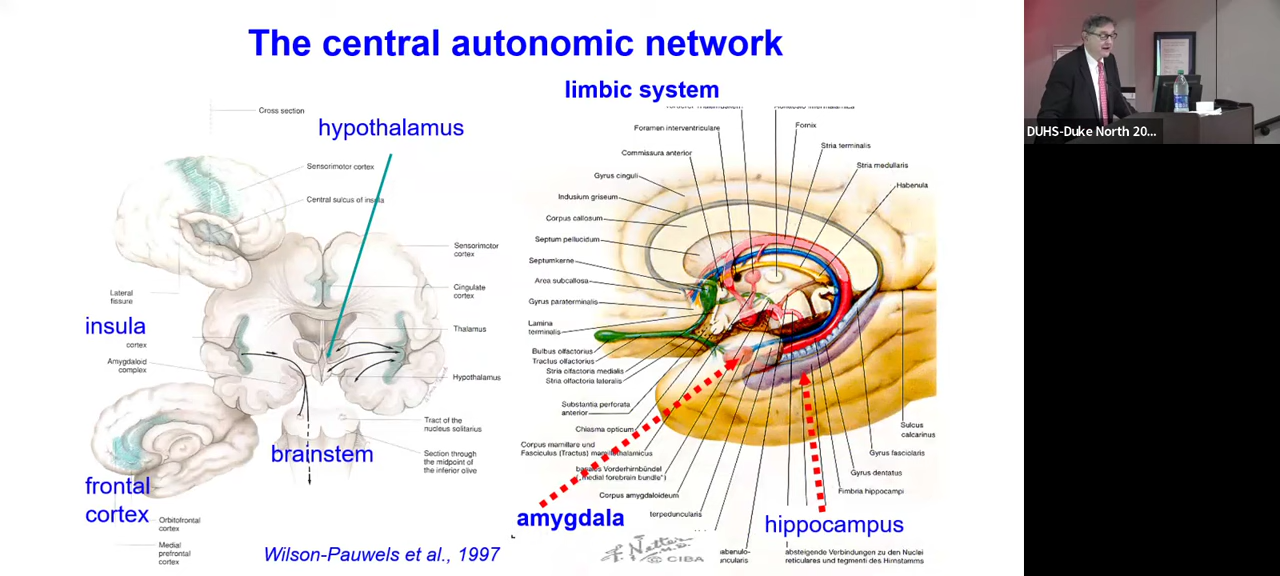 The central autonomic network
limbic system
DUHS-Duke North 20...
Cross section
hypothalamus
Sensorimotor cortex
Central sulcus of insula
Sensorimotor
cortex
Cingulate
cortex
Lateral
fissure
Thalamus
insula
cortex
Amygdaloid
complex
Hypothalamus
Tract of the
nucleus solitarius
brainstem
Section through
the midpoint of
the inferior olive
frontal
cortex
Orbitofrontal
cortex
Medial
prefrontal
cortex
Wilson-Pauwels et al., 1997
Foramen interventriculare
Fornix
Commissura anterior
Stria terminalis
Stria medullaris
Gyrus cinguli
Habenula
Indusium griseum
Corpus callosum
Septum pellucidum
Septumkerne
Area subcallosa
Gyrus paraterminalis
Lamina
terminalis
Bulbus olfactorius
Tractus olfactorius
Stria olfactoria medialis
Stria olfactoria lateralis
Substantia perforata
anterior
Chiasma opticum
Corpus mamillare und
Fasciculus (Tractus)
Vorderhirnbündel
medial forebrain bundle")
Corpus amygdaloideum
terpeduncularis
Sulcus
calcarinus
Gyrus fasciolaris
Gyrus dentatus
Fimbria hippocampi
amygdala
hippocampus
F. Netter M.D.
© CIBA
absteigende Verbindungen zu den Nuclei
reticulares und tegmenti des Hirnstamms